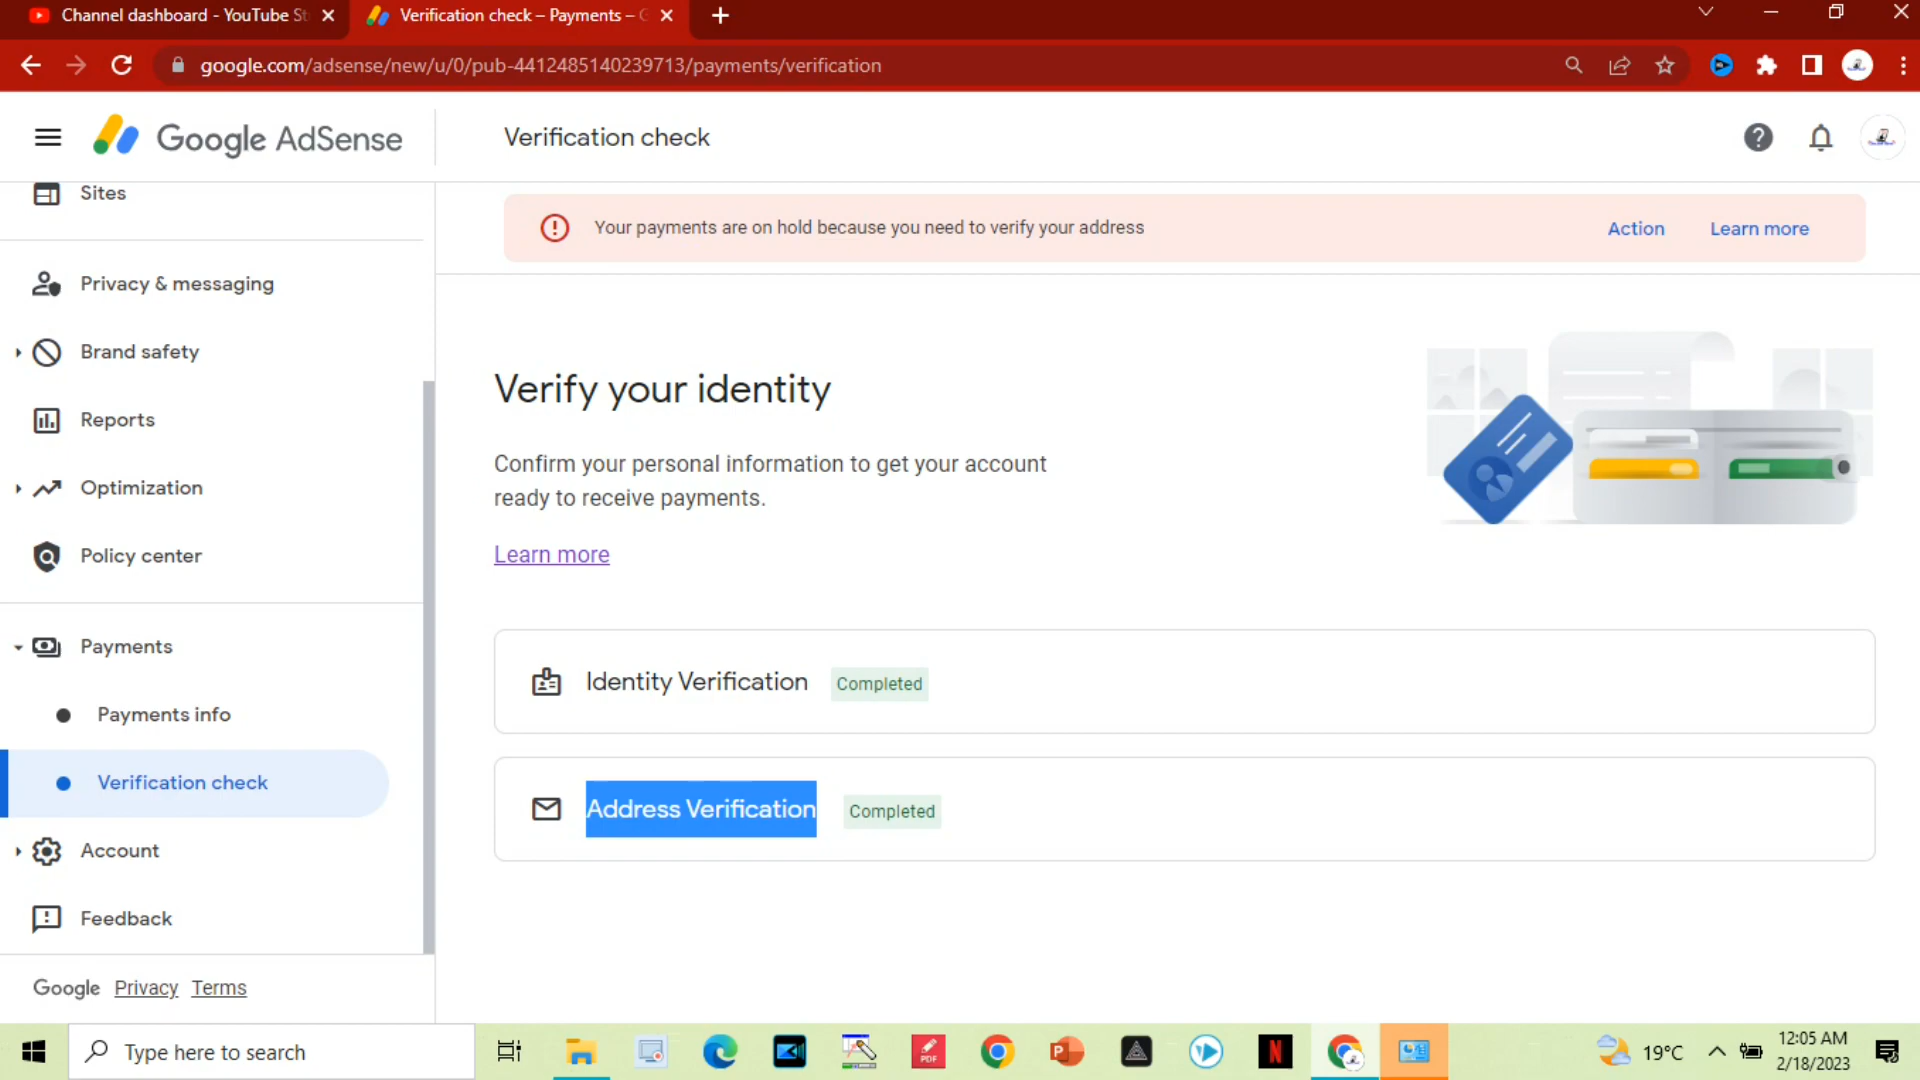 Channel dashboard - YouTube St
Verification check – Payments – G
google.com/adsense/new/u/0/pub-4412485140239713/payments/verification
Google AdSense
Verification check
Sites
Privacy & messaging
Brand safety
Reports
Optimization
Policy center
Payments
Payments info
Verification check
Account
Feedback
Google Privacy Terms
Your payments are on hold because you need to verify your address
Action
Learn more
Verify your identity
Confirm your personal information to get your account
ready to receive payments.
Learn more
Identity Verification Completed
Address Verification Completed
Type here to search
PDF
P
N
19°C
12:05 AM
2/18/2023